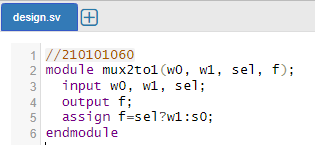 design.sv
1 //210101060
2 module mux2to1(w0, w1, sel, f);
3   input w0, w1, sel;
4   output f;
5   assign f=sel?w1:s0;
6 endmodule